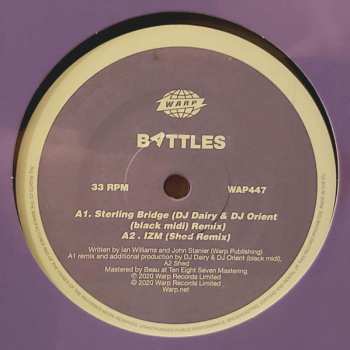 WARP
BATTLES
33 RPM WAP447
A1. Sterling Bridge (DJ Dairy & DJ Orient
(black midi) Remix)
A2. IZM (Shed Remix)
Written by Ian Williams and John Stanier (Warp Publishing)
A1 remix and additional production by DJ Dairy & DJ Orient (black midi),
A2 Shed
Mastered by Beau at Ten Eight Seven Mastering.
℗ 2020 Warp Records Limited
© 2020 Warp Records Limited
Warp.net